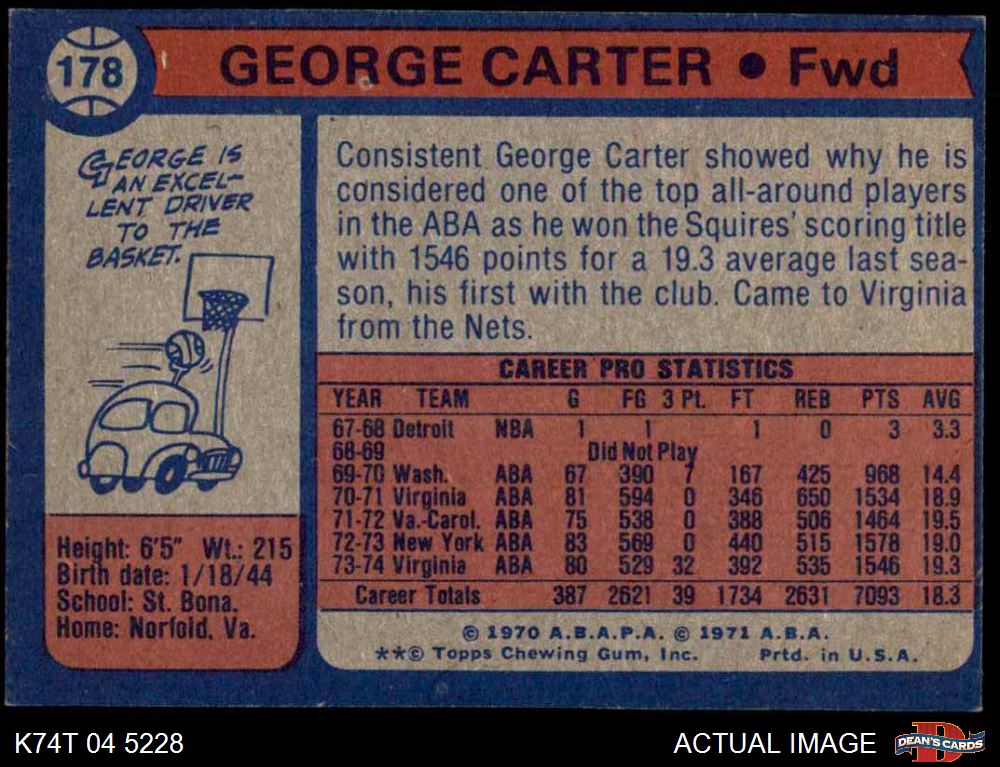 178
GEORGE CARTER • Fwd
GEORGE IS
AN EXCEL-
LENT DRIVER
TO THE
BASKET.
Consistent George Carter showed why he is
considered one of the top all-around players
in the ABA as he won the Squires' scoring title
with 1546 points for a 19.3 average last sea-
son, his first with the club. Came to Virginia
from the Nets.
CAREER PRO STATISTICS
YEAR TEAM G FG 3 Pt. FT REB PTS AVG
67-68 Detroit NBA 1 1 1 0 3 3.3
68-69 Did Not Play
69-70 Wash. ABA 67 390 7 167 425 968 14.4
70-71 Virginia ABA 81 594 0 346 650 1534 18.9
71-72 Va.-Carol. ABA 75 538 0 388 506 1464 19.5
72-73 New York ABA 83 569 0 440 515 1578 19.0
73-74 Virginia ABA 80 529 32 392 535 1546 19.3
Career Totals 387 2621 39 1734 2631 7093 18.3
Height: 6'5" Wt.: 215
Birth date: 1/18/44
School: St. Bona.
Home: Norfold, Va.
© 1970 A.B.A.P.A. © 1971 A.B.A.
**© Topps Chewing Gum, Inc. Prtd. in U.S.A.
K74T 04 5228
ACTUAL IMAGE
D
DEAN'S CARDS